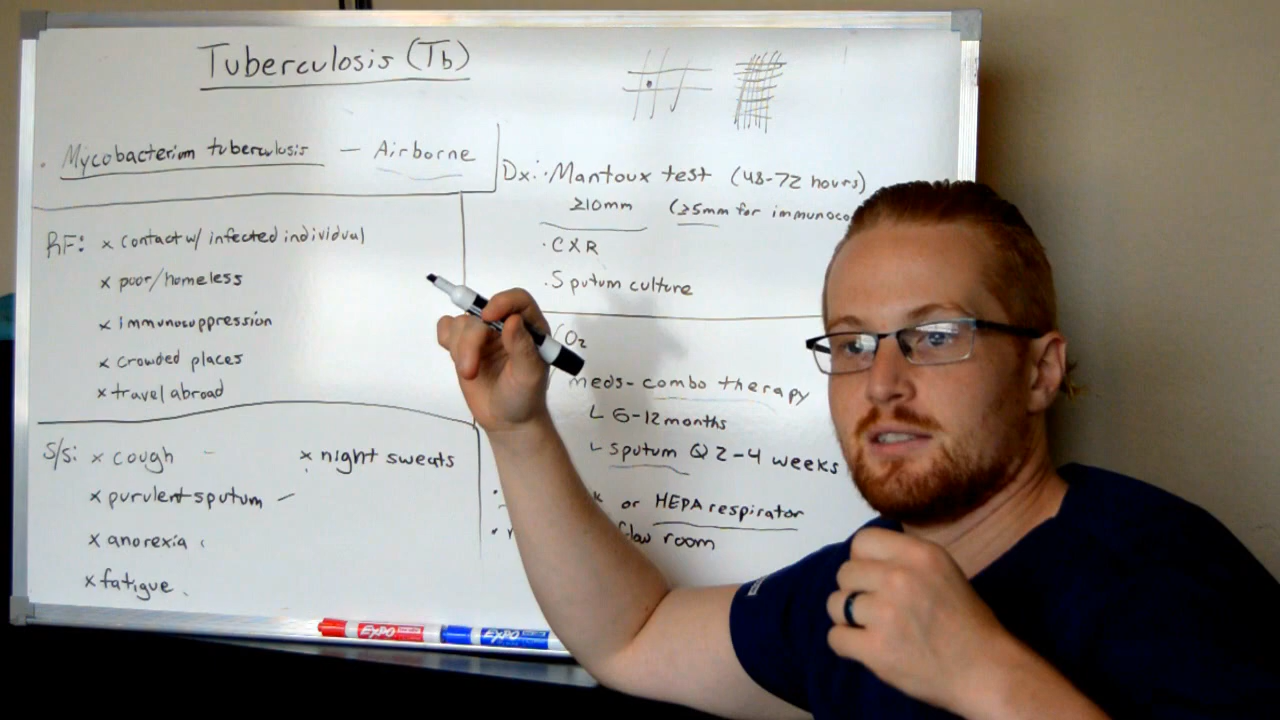 Tuberculosis (Tb)
. Mycobacterium tuberculosis — Airborne
RF: x contact w/ infected individual
x poor/homeless
x immunosuppression
x crowded places
x travel abroad
S/s: x cough
x purulent sputum
x anorexia
x fatigue
x night sweats
Dx: · Mantoux test (48-72 hours)
≥10mm (≥5mm for immunoco
· CXR
· Sputum culture
O₂
meds- combo therapy
└ 6-12 months
└ sputum Q 2-4 weeks
or HEPA respirator
room
EXPO
EXPO